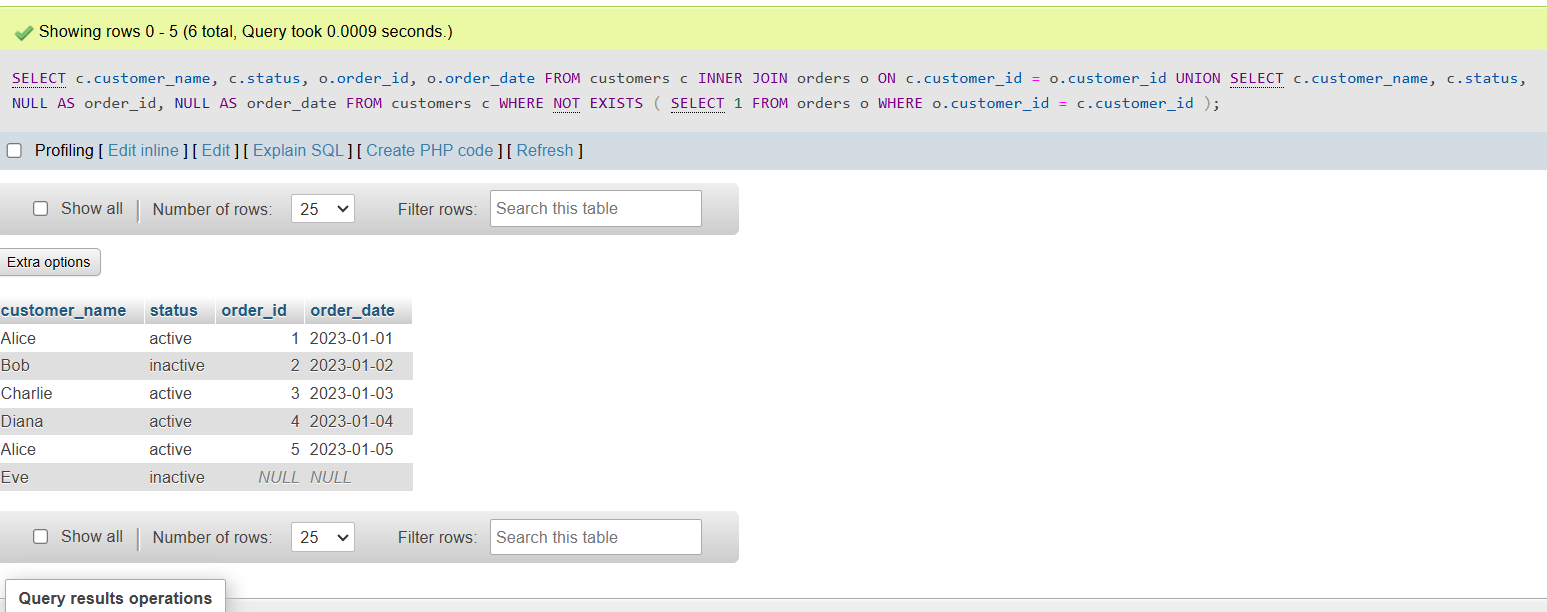 Showing rows 0 - 5 (6 total, Query took 0.0009 seconds.)
SELECT c.customer_name, c.status, o.order_id, o.order_date FROM customers c INNER JOIN orders o ON c.customer_id = o.customer_id UNION SELECT c.customer_name, c.status,
NULL AS order_id, NULL AS order_date FROM customers c WHERE NOT EXISTS ( SELECT 1 FROM orders o WHERE o.customer_id = c.customer_id );
Profiling [ Edit inline ] [ Edit ] [ Explain SQL ] [ Create PHP code ] [ Refresh ]
Show all Number of rows: 25 Filter rows: Search this table
Extra options
customer_name status order_id order_date
Alice active 1 2023-01-01
Bob inactive 2 2023-01-02
Charlie active 3 2023-01-03
Diana active 4 2023-01-04
Alice active 5 2023-01-05
Eve inactive NULL NULL
Show all Number of rows: 25 Filter rows: Search this table
Query results operations